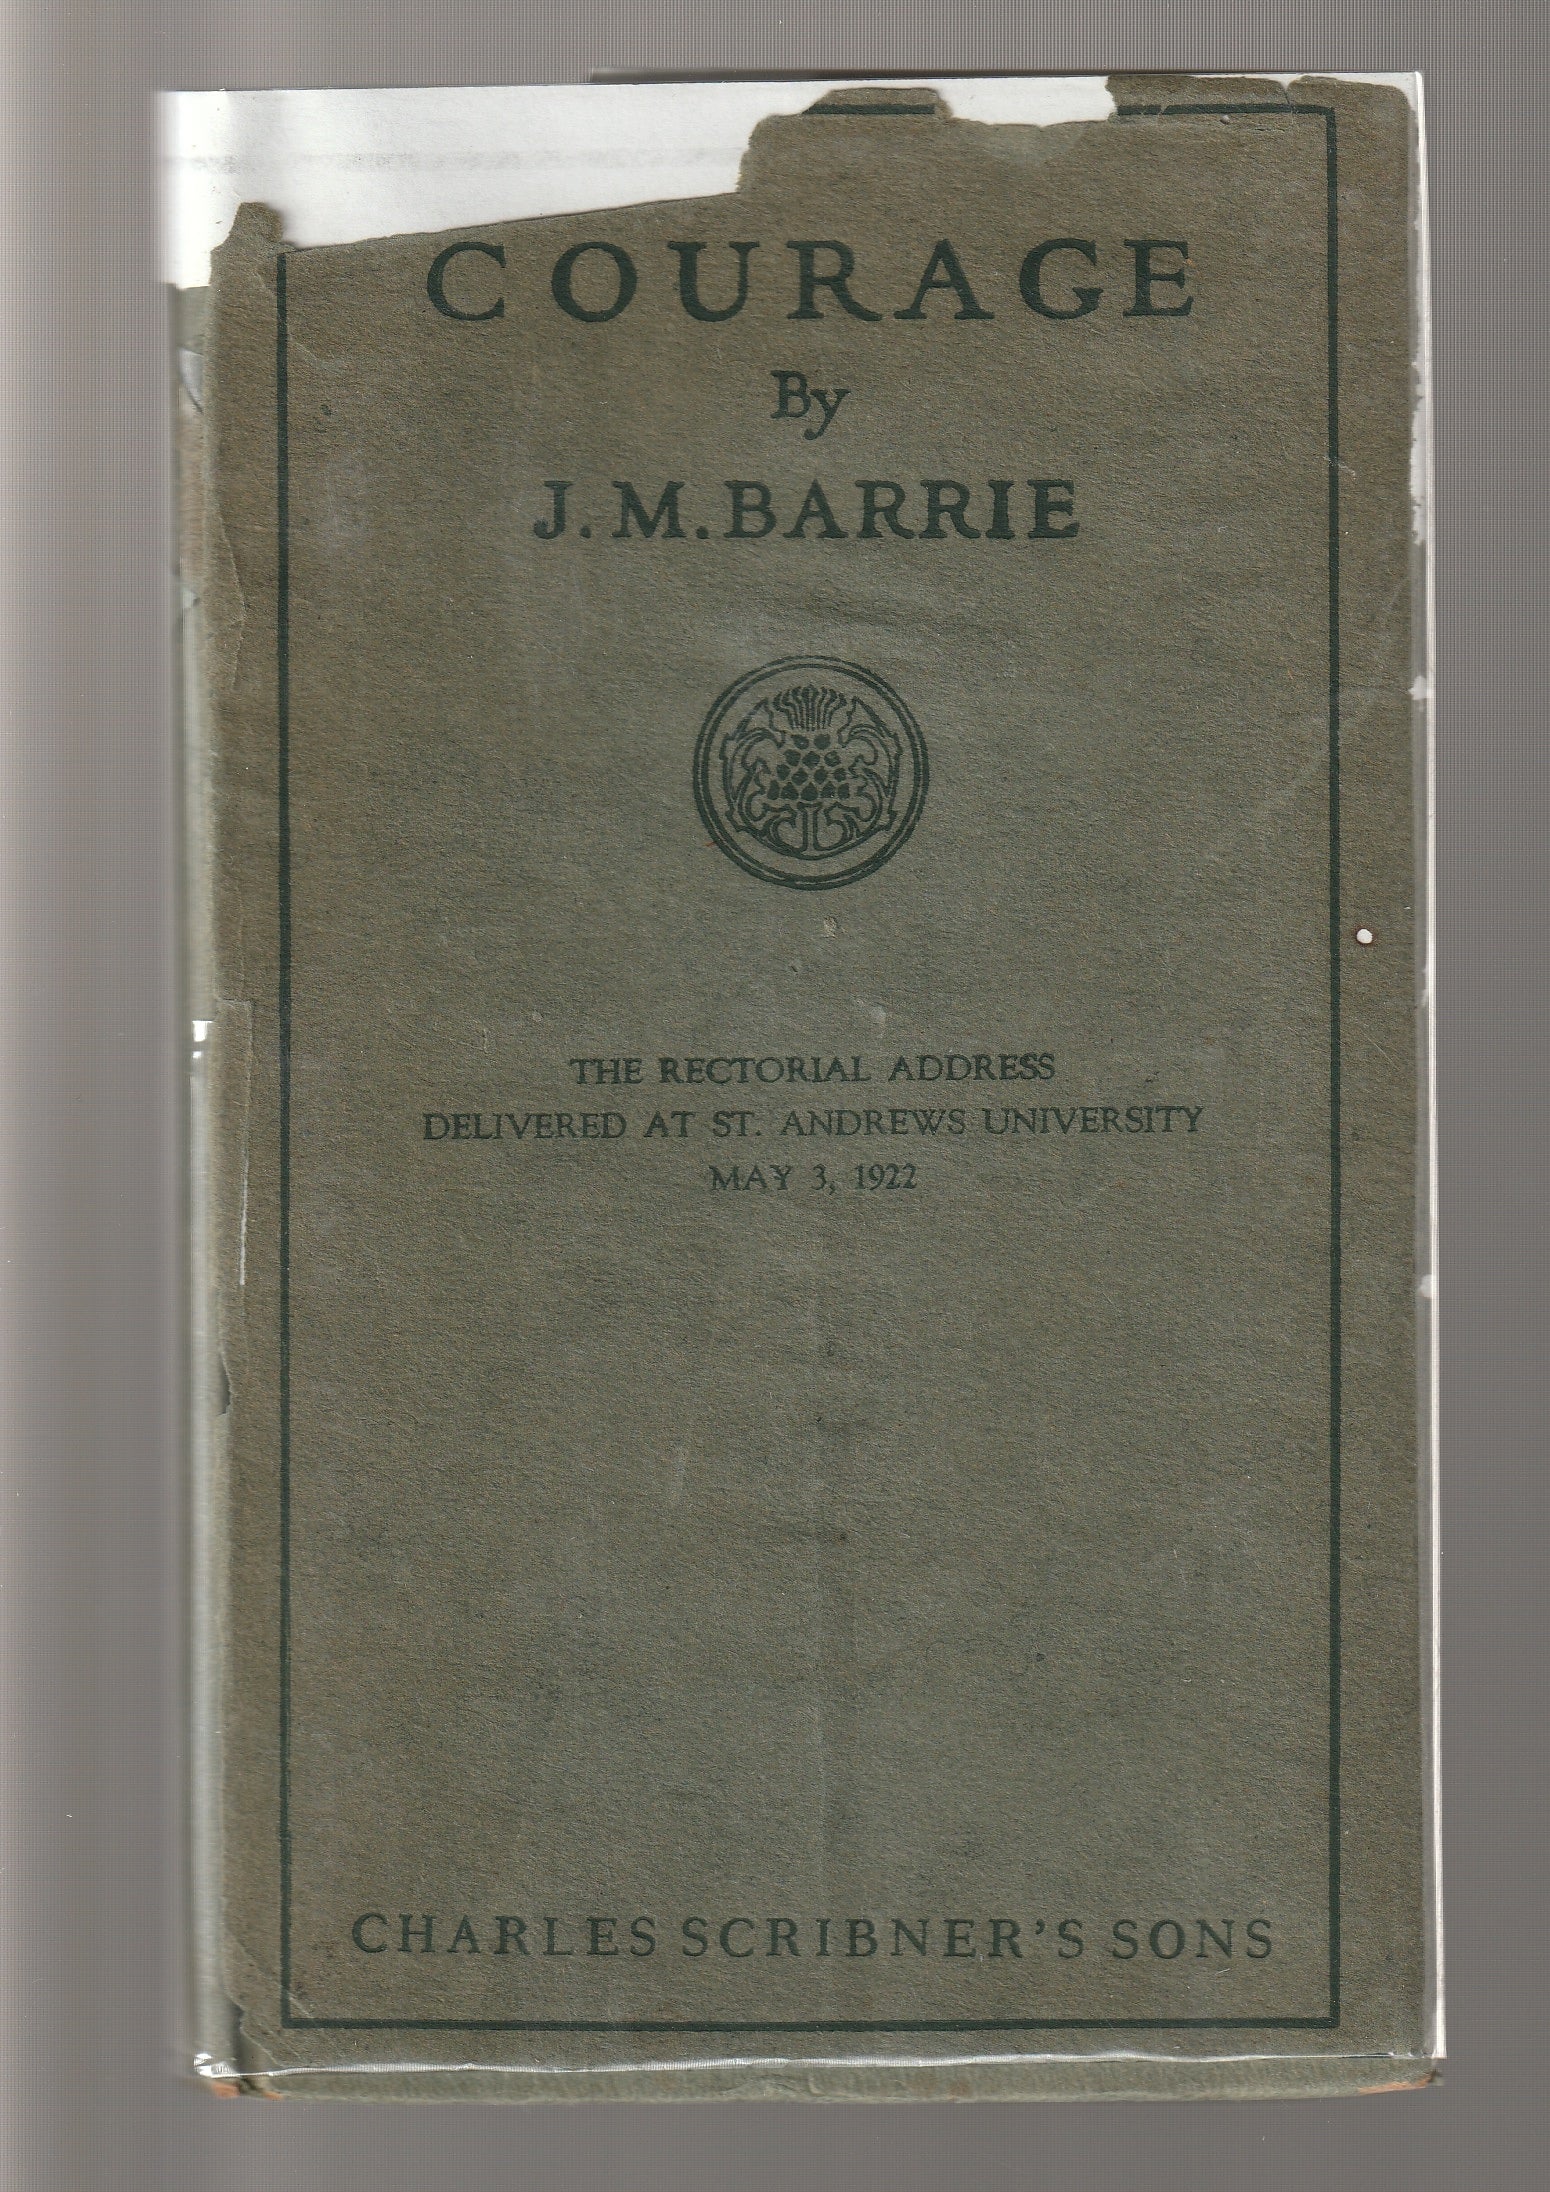 COURAGE
By
J. M. BARRIE
THE RECTORIAL ADDRESS
DELIVERED AT ST. ANDREWS UNIVERSITY
MAY 3, 1922
CHARLES SCRIBNER'S SONS